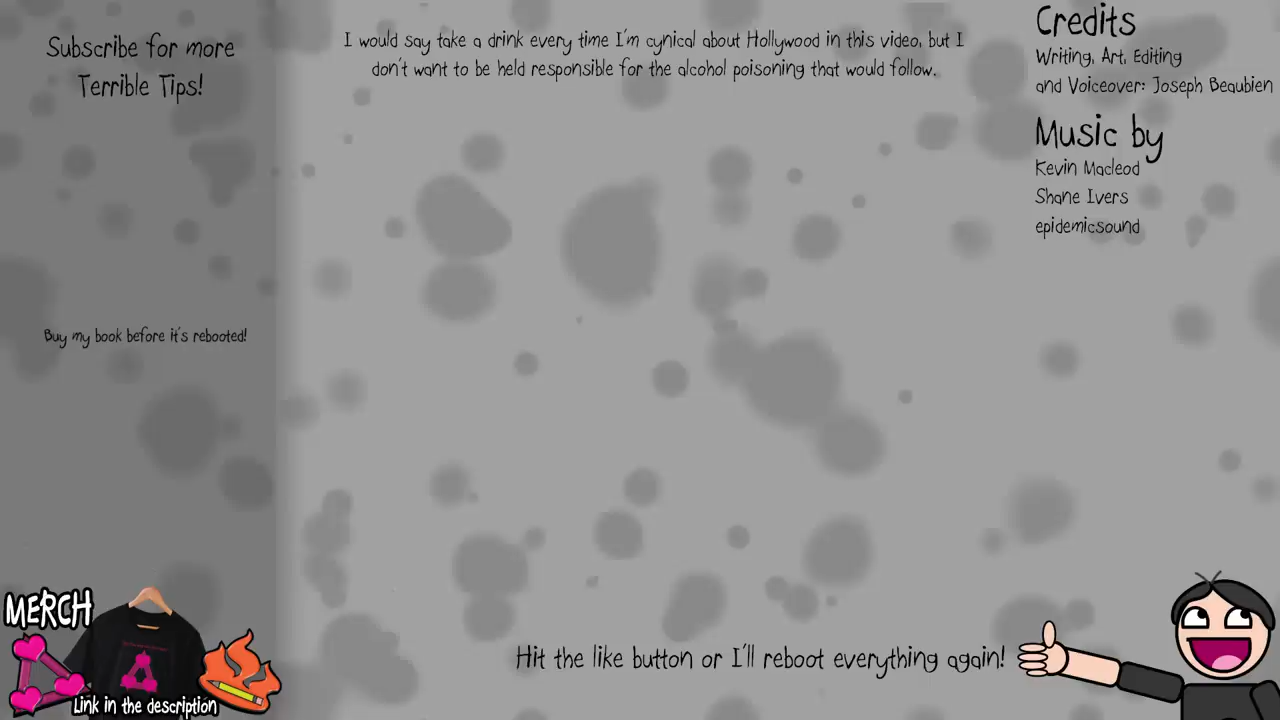 Subscribe for more
Terrible Tips!
I would say take a drink every time I'm cynical about Hollywood in this video, but I
don't want to be held responsible for the alcohol poisoning that would follow.
Credits
Writing, Art, Editing
and Voiceover: Joseph Beaubien
Music by
Kevin Macleod
Shane Ivers
epidemicsound
Buy my book before it's rebooted!
MERCH
Link in the description
Hit the like button or I'll reboot everything again!